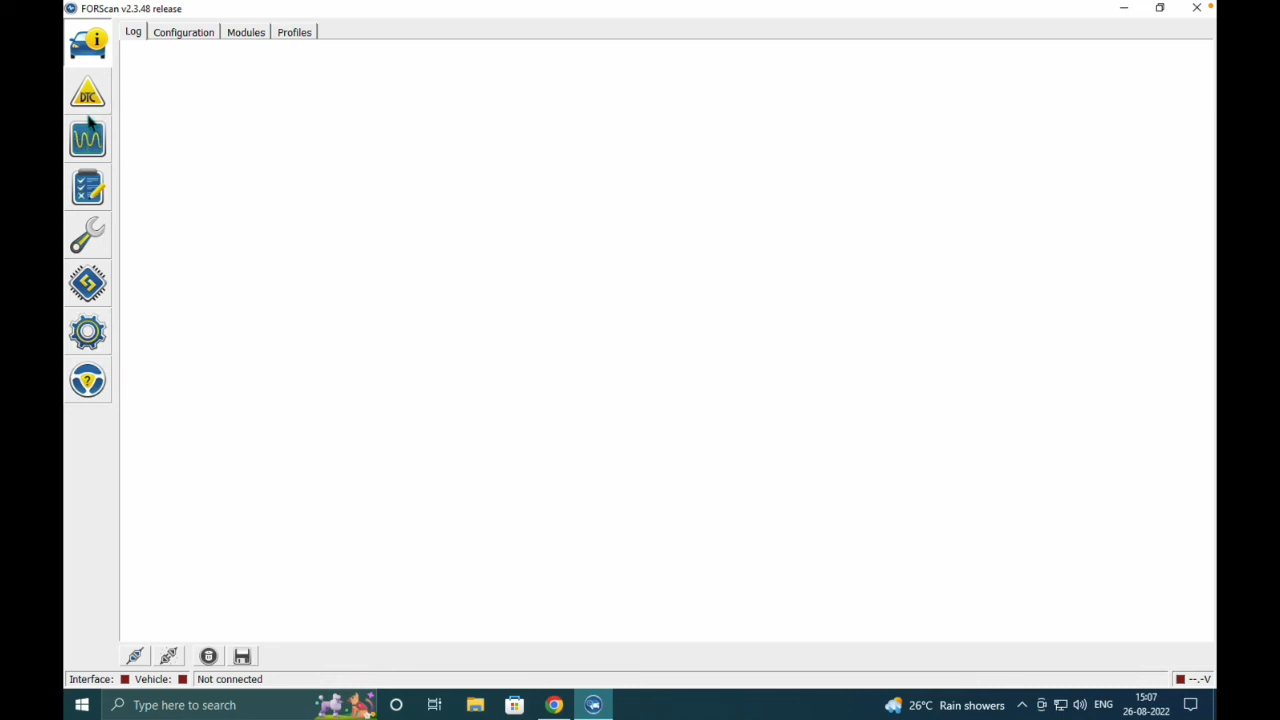 FORScan v2.3.48 release
Log
Configuration
Modules
Profiles
i
DTC
?
Interface:
Vehicle:
Not connected
--.-V
Type here to search
26°C Rain showers
ENG
15:07
26-08-2022